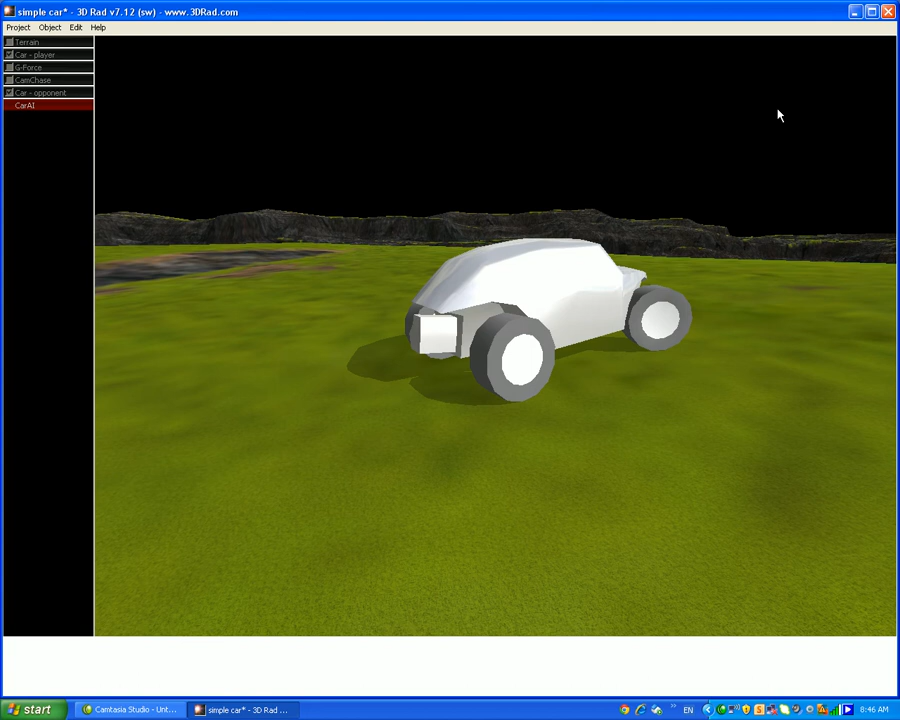 simple car* - 3D Rad v7.12 (sw) - www.3DRad.com
Project Object Edit Help
Terrain
Car - player
G-Force
CamChase
Car - opponent
CarAI
start
Camtasia Studio - Unt...
simple car* - 3D Rad ...
EN
8:46 AM